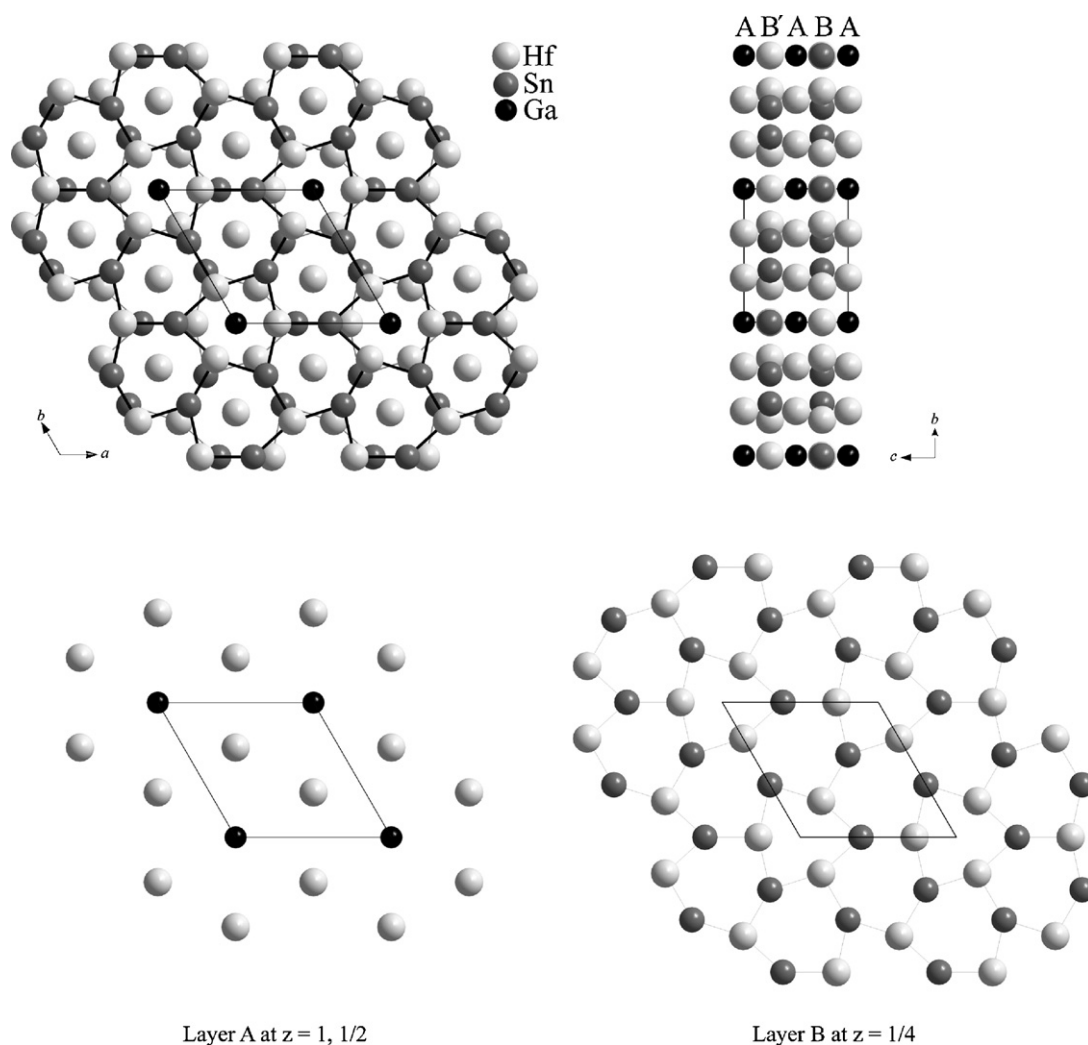 A B′ A B A
Hf
Sn
Ga
b
a
b
c
Layer A at z = 1, 1/2
Layer B at z = 1/4